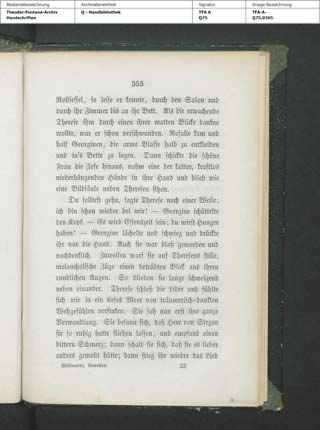 Bestandsbezeichnung Archivaleneinheit Signatur Image-Bezeichnung
Theodor-Fontane-Archiv Q - Handbibliothek TFA A TFA-A-
Handschriften Q75 Q75,0365
353
Rollsessel, so leise er konnte, durch den Salon und
durch ihr Zimmer bis an ihr Bett. Als die erwachende
Therese ihm durch einen ihrer matten Blicke danken
wollte, war er schon verschwunden. Rosalie kam und
half Georginen, die arme Blasse halb zu entkleiden
und in's Bette zu legen. Dann schickte die schöne
Frau die Zofe hinaus, nahm eine der kalten, kraftlos
niederhängenden Hände in ihr Hand und blieb wie
eine Bildsäule neben Theresen sitzen.
Du solltest gehn, sagte Therese nach einer Weile;
ich bin schon wieder bei mir! — Georgine schüttelte
den Kopf. — Es wird Essenszeit sein; du wirst Hunger
haben! — Georgine lächelte und schwieg und drückte
ihr nur die Hand. Auch sie war blaß geworden und
nachdenklich. Zuweilen warf sie auf Theresens stille,
melancholische Züge einen betrübten Blick aus ihren
rundlichen Augen. So blieben sie lange schweigend
neben einander. Therese schloß die Lider und fühlte
sich wie in ein tiefes Meer von träumerisch-dunklen
Wehgefühlen versinken. Sie sah nun erst ihre ganze
Verwandlung. Sie besann sich, daß Herr von Stegen
sie so ruhig hatte fliehen lassen, und empfand einen
bittern Schmerz; dann schalt sie sich, daß sie es lieber
anders gewollt hätte; dann stieg ihr wieder das Lied
Wilbrandt, Novellen. 23